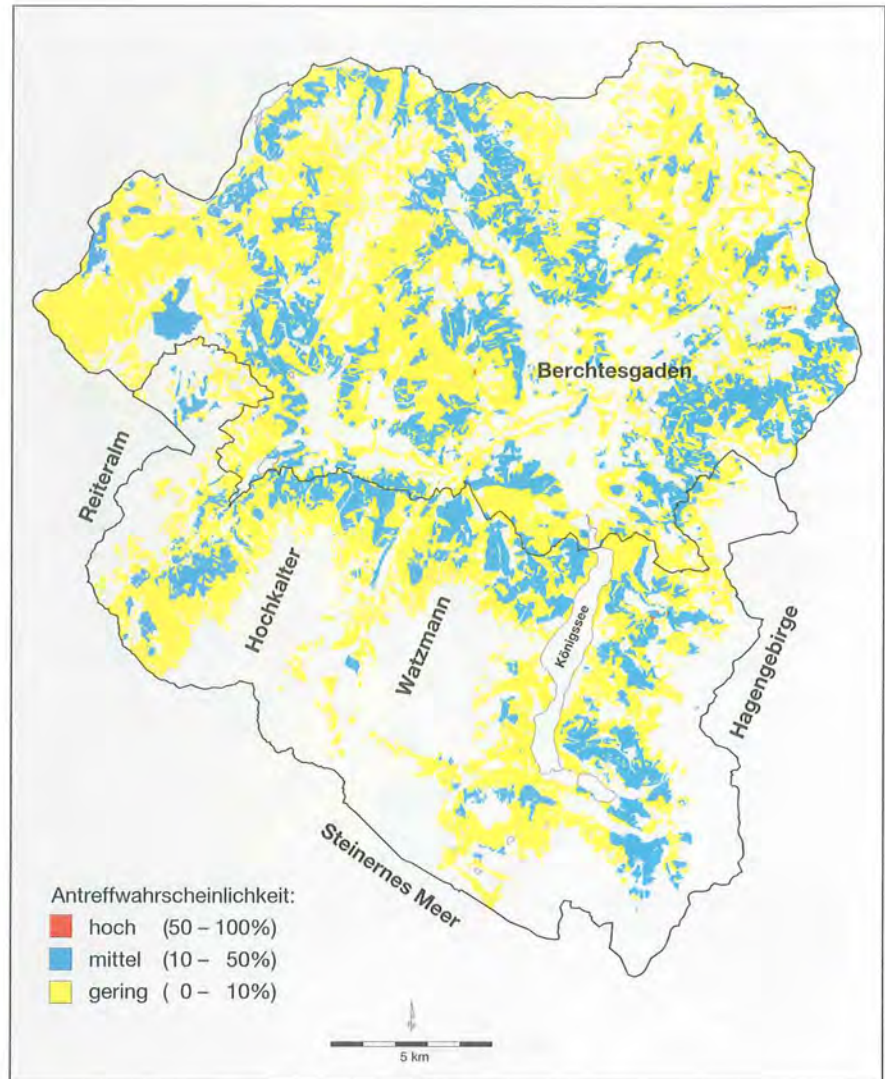 Berchtesgaden
Reiteralm
Hochkalter
Watzmann
Königssee
Hagengebirge
Steinernes Meer
Antreffwahrscheinlichkeit:
hoch (50 – 100%)
mittel (10 – 50%)
gering ( 0 – 10%)
5 km